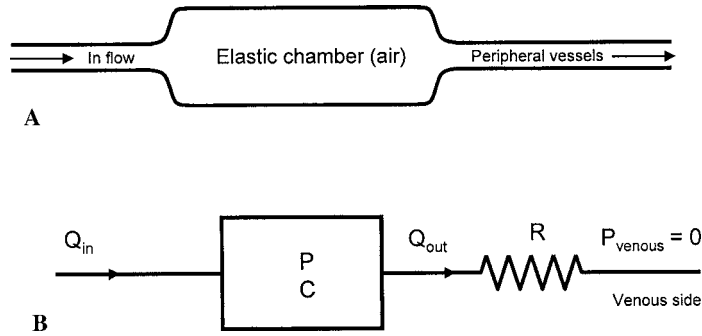 In flow
Elastic chamber (air)
Peripheral vessels
A
Qin
P
C
Qout
R
Pvenous = 0
Venous side
B